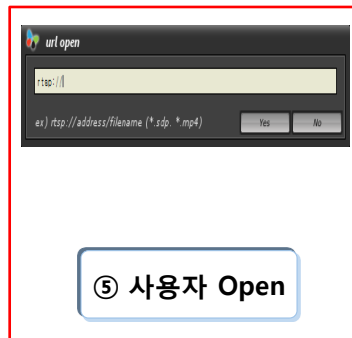 url open
rtsp://
ex) rtsp://address/filename (*.sdp. *.mp4)
Yes
No
⑤ 사용자 Open